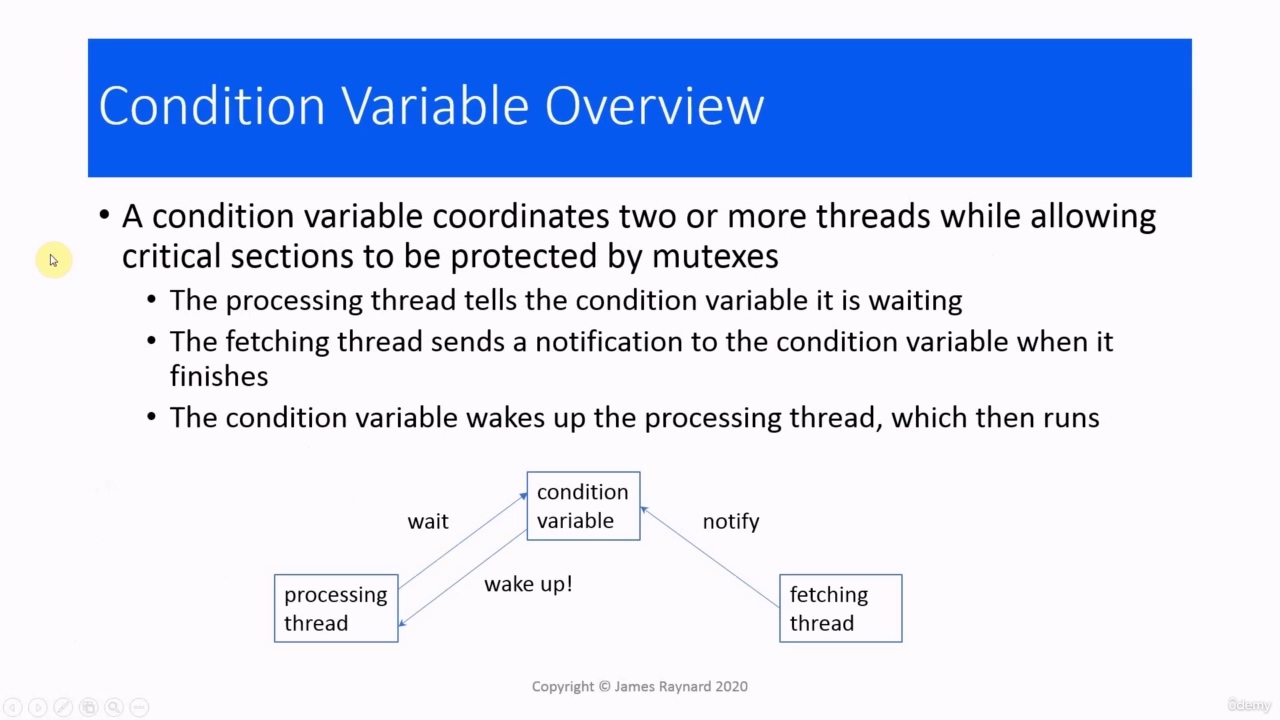 Condition Variable Overview
• A condition variable coordinates two or more threads while allowing
critical sections to be protected by mutexes
• The processing thread tells the condition variable it is waiting
• The fetching thread sends a notification to the condition variable when it
finishes
• The condition variable wakes up the processing thread, which then runs
condition
variable
wait
notify
wake up!
processing
thread
fetching
thread
Copyright © James Raynard 2020
ûdemy